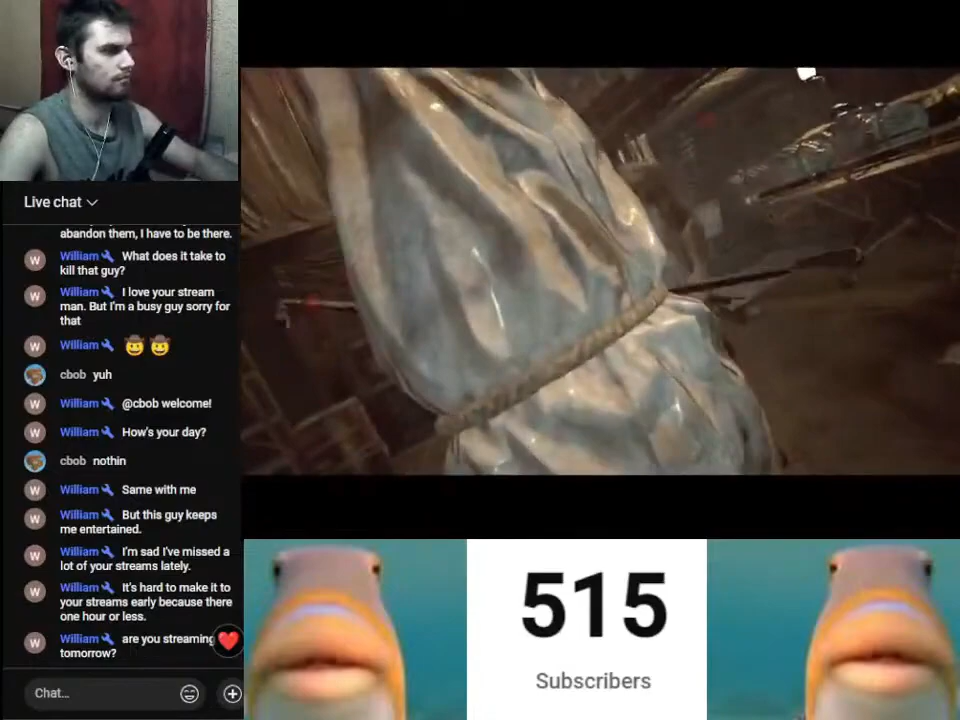 Live chat
abandon them, I have to be there.
William What does it take to
kill that guy?
William I love your stream
man. But I'm a busy guy sorry for
that
William
cbob yuh
William @cbob welcome!
William How's your day?
cbob nothin
William Same with me
William But this guy keeps
me entertained.
William I'm sad I've missed a
lot of your streams lately.
William It's hard to make it to
your streams early because there
one hour or less.
William are you streaming
tomorrow?
Chat...
515
Subscribers